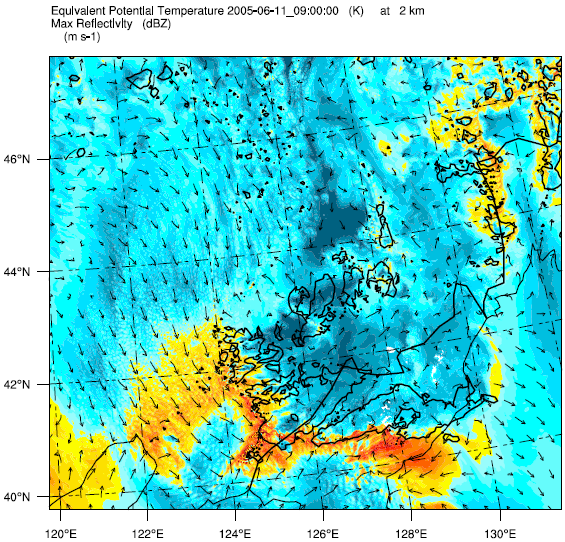 Equivalent Potential Temperature 2005-06-11_09:00:00 (K) at 2 km
Max Reflectivity (dBZ)
(m s-1)
46°N
44°N
42°N
40°N
120°E 122°E 124°E 126°E 128°E 130°E